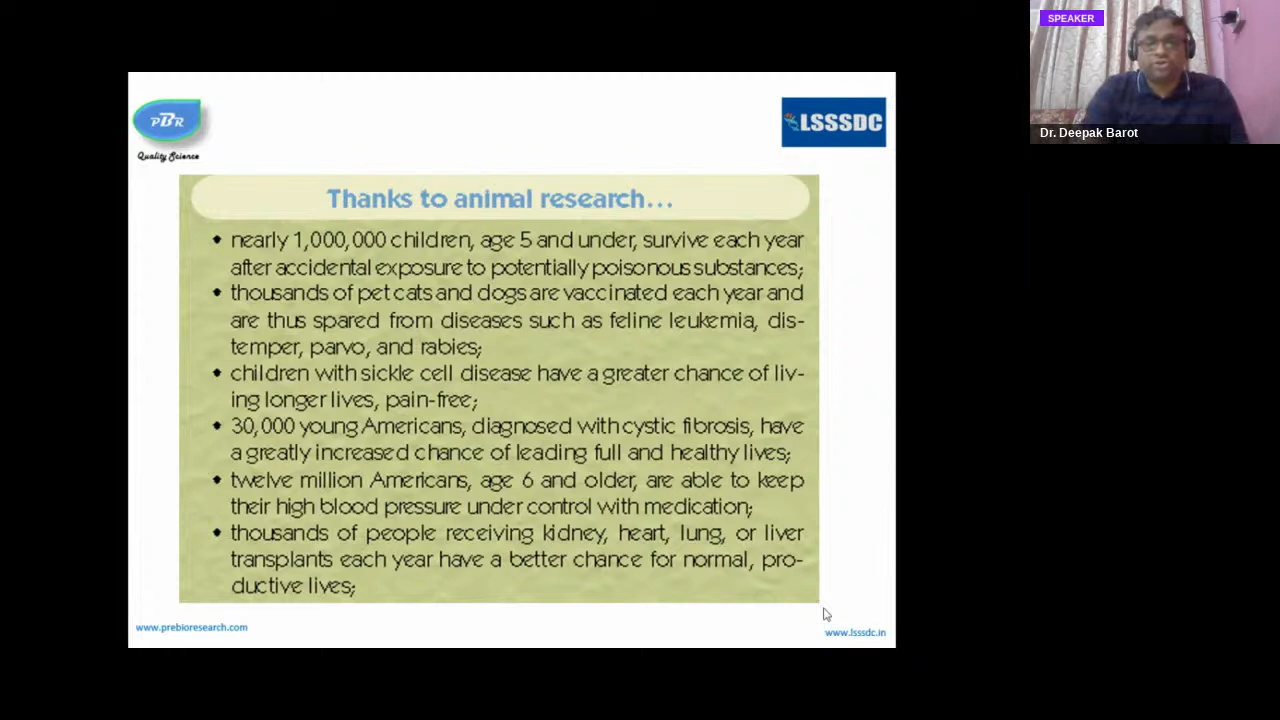 SPEAKER
Dr. Deepak Barot
PBR
Quality Science
LSSSDC
Thanks to animal research...
• nearly 1,000,000 children, age 5 and under, survive each year
after accidental exposure to potentially poisonous substances;
• thousands of pet cats and dogs are vaccinated each year and
are thus spared from diseases such as feline leukemia, dis-
temper, parvo, and rabies;
• children with sickle cell disease have a greater chance of liv-
ing longer lives, pain-free;
• 30,000 young Americans, diagnosed with cystic fibrosis, have
a greatly increased chance of leading full and healthy lives;
• twelve million Americans, age 6 and older, are able to keep
their high blood pressure under control with medication;
• thousands of people receiving kidney, heart, lung, or liver
transplants each year have a better chance for normal, pro-
ductive lives;
www.prebioresearch.com
www.lsssdc.in